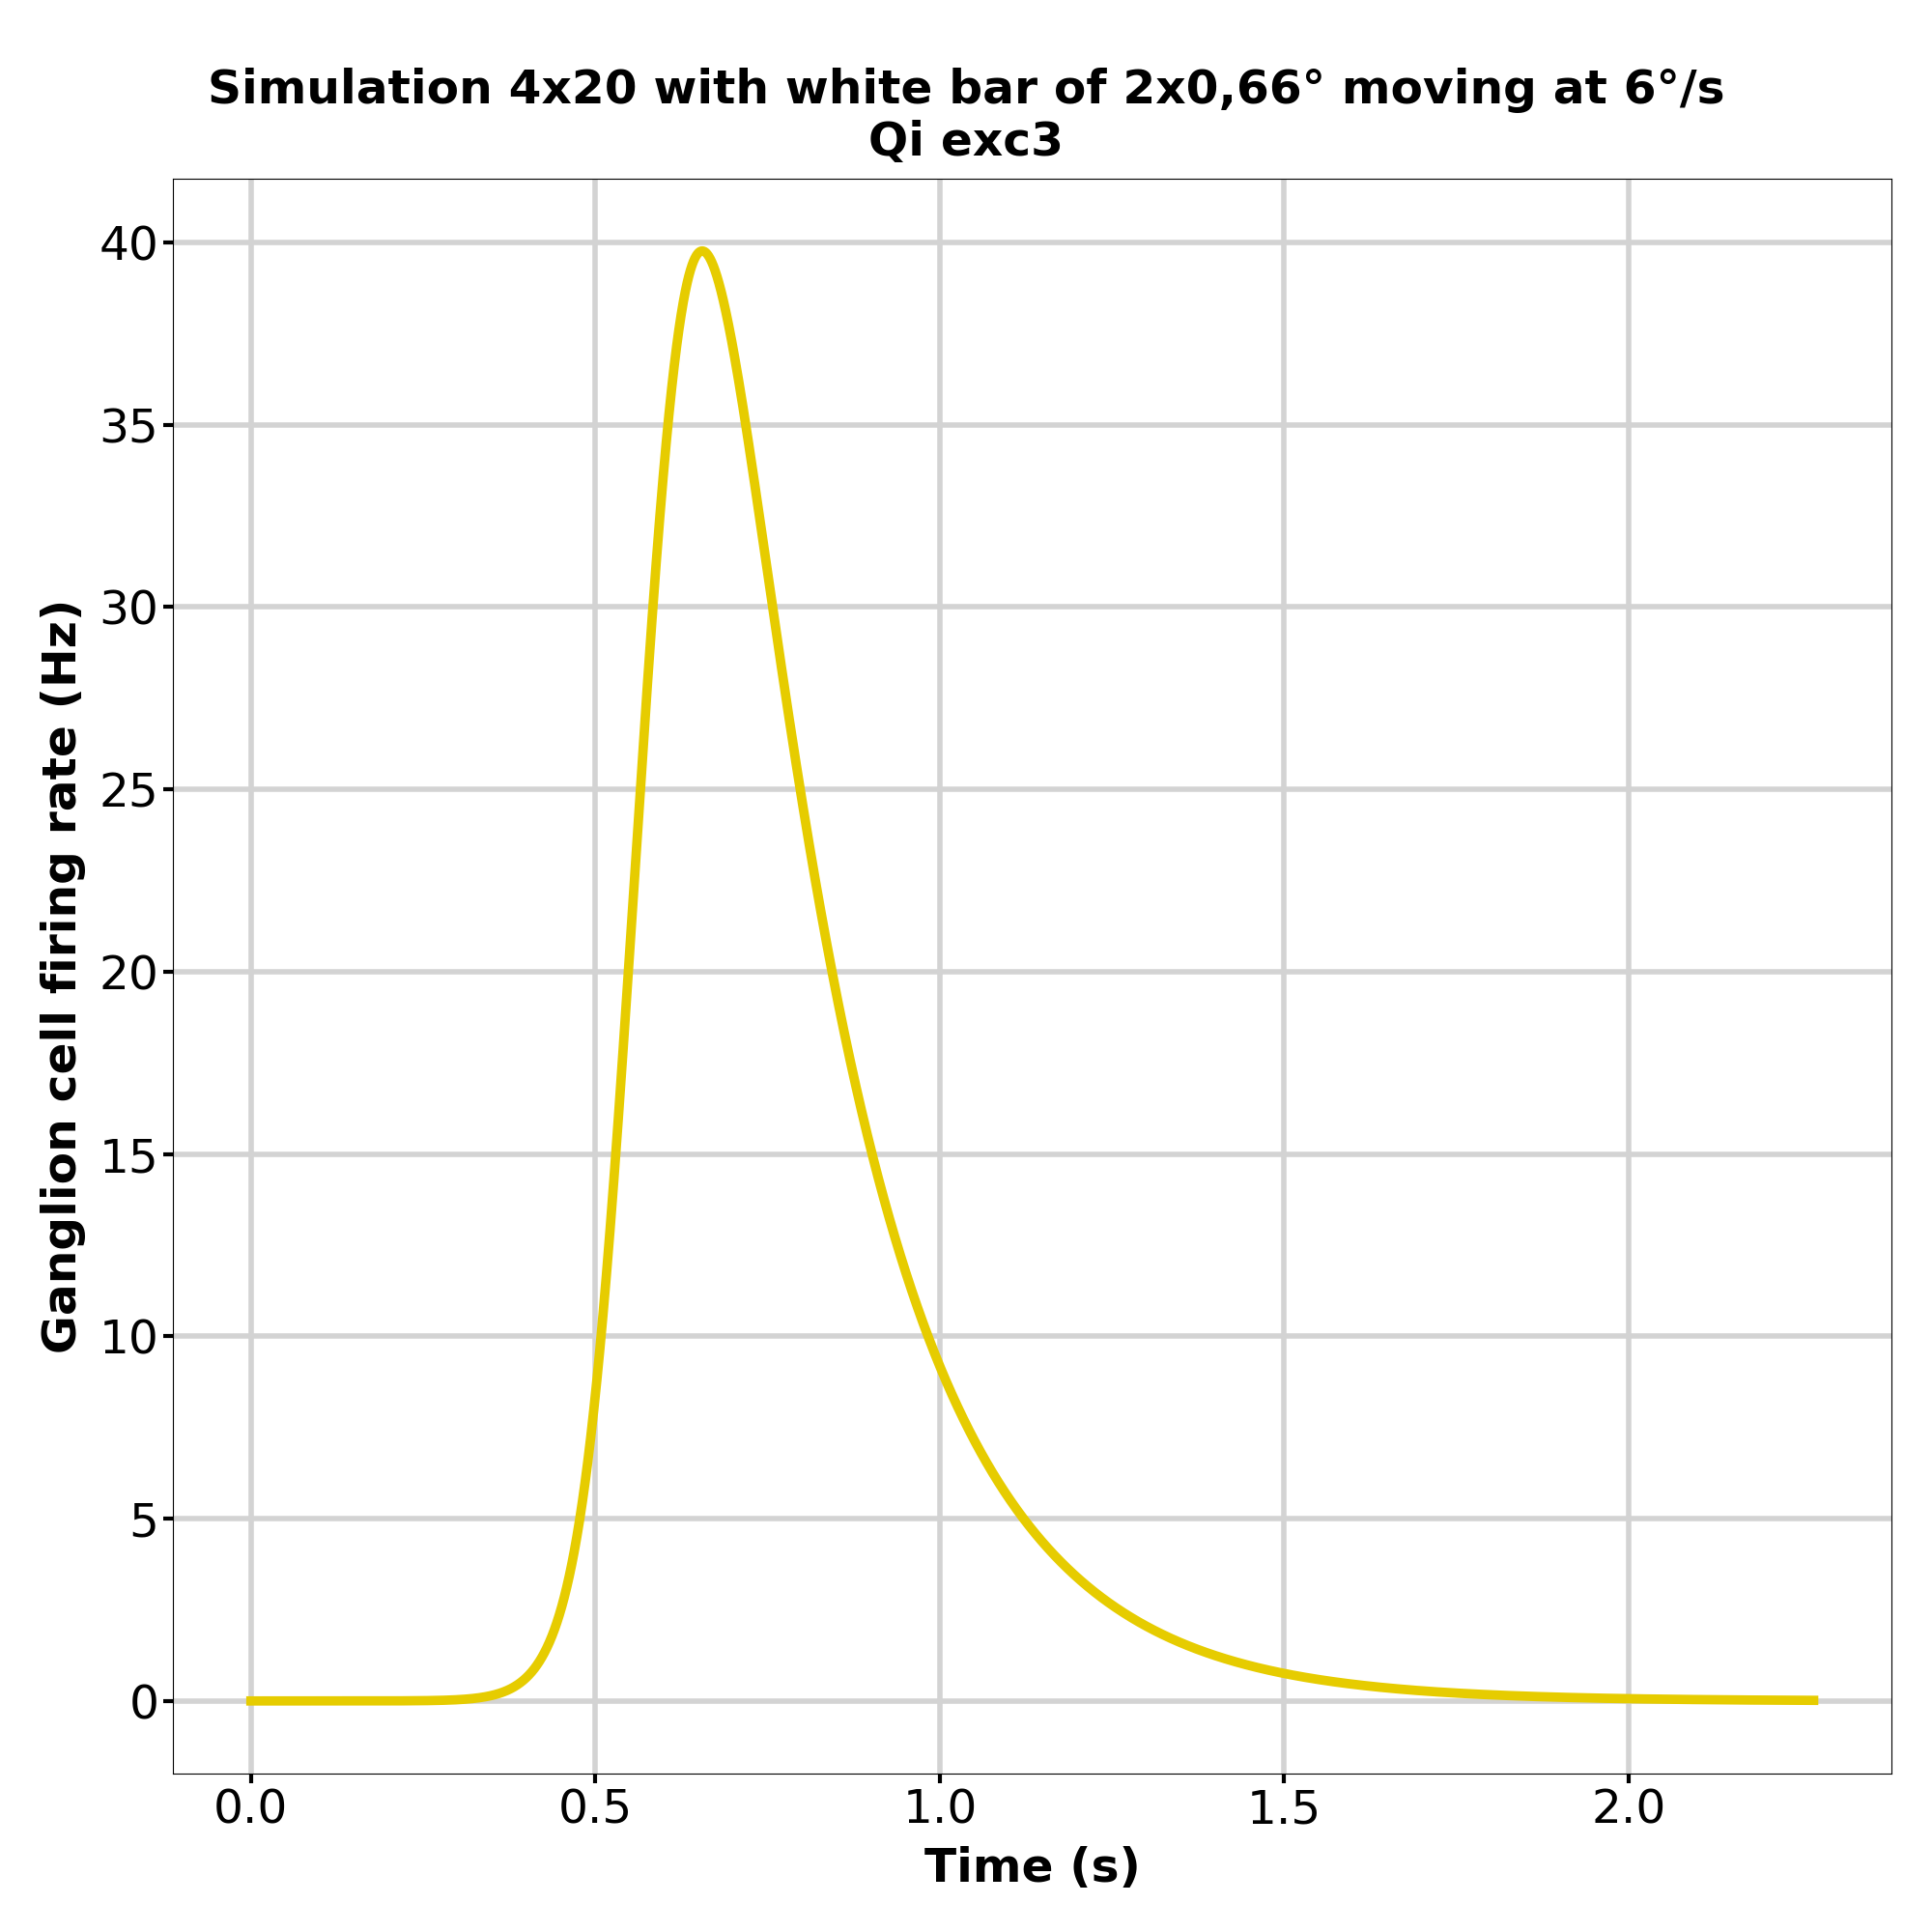 Simulation 4x20 with white bar of 2x0,66° moving at 6°/s
Qi exc3
Ganglion cell firing rate (Hz)
40
35
30
25
20
15
10
5
0
0.0 0.5 1.0 1.5 2.0
Time (s)